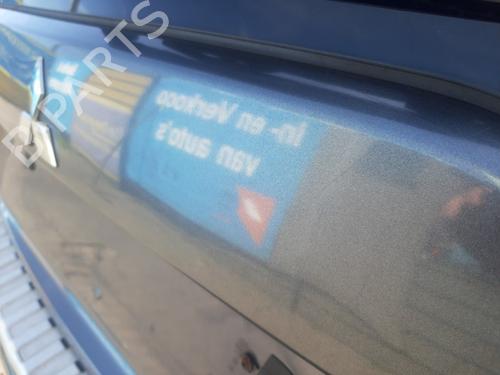 B-PARTS
In- en Verkoop
van auto's